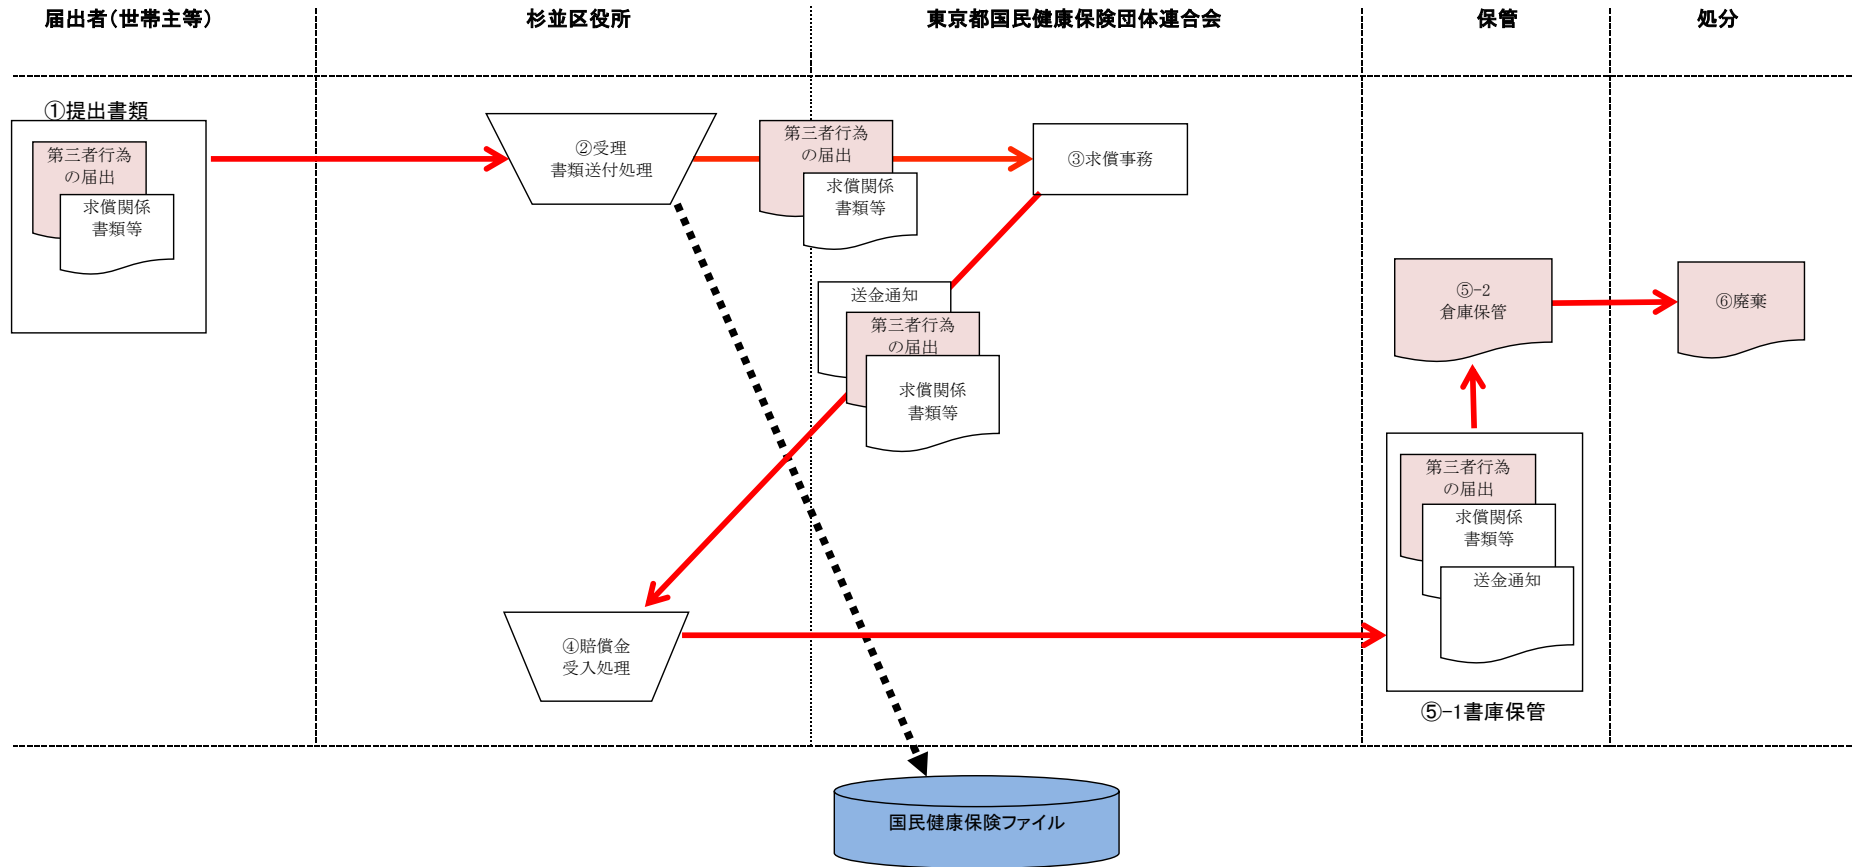 届出者(世帯主等)
杉並区役所
東京都国民健康保険団体連合会
保管
処分
①提出書類
第三者行為
の届出
求償関係
書類等
②受理
書類送付処理
第三者行為
の届出
求償関係
書類等
③求償事務
送金通知
第三者行為
の届出
求償関係
書類等
④賠償金
受入処理
⑤-2
倉庫保管
⑥廃棄
第三者行為
の届出
求償関係
書類等
送金通知
⑤-1書庫保管
国民健康保険ファイル